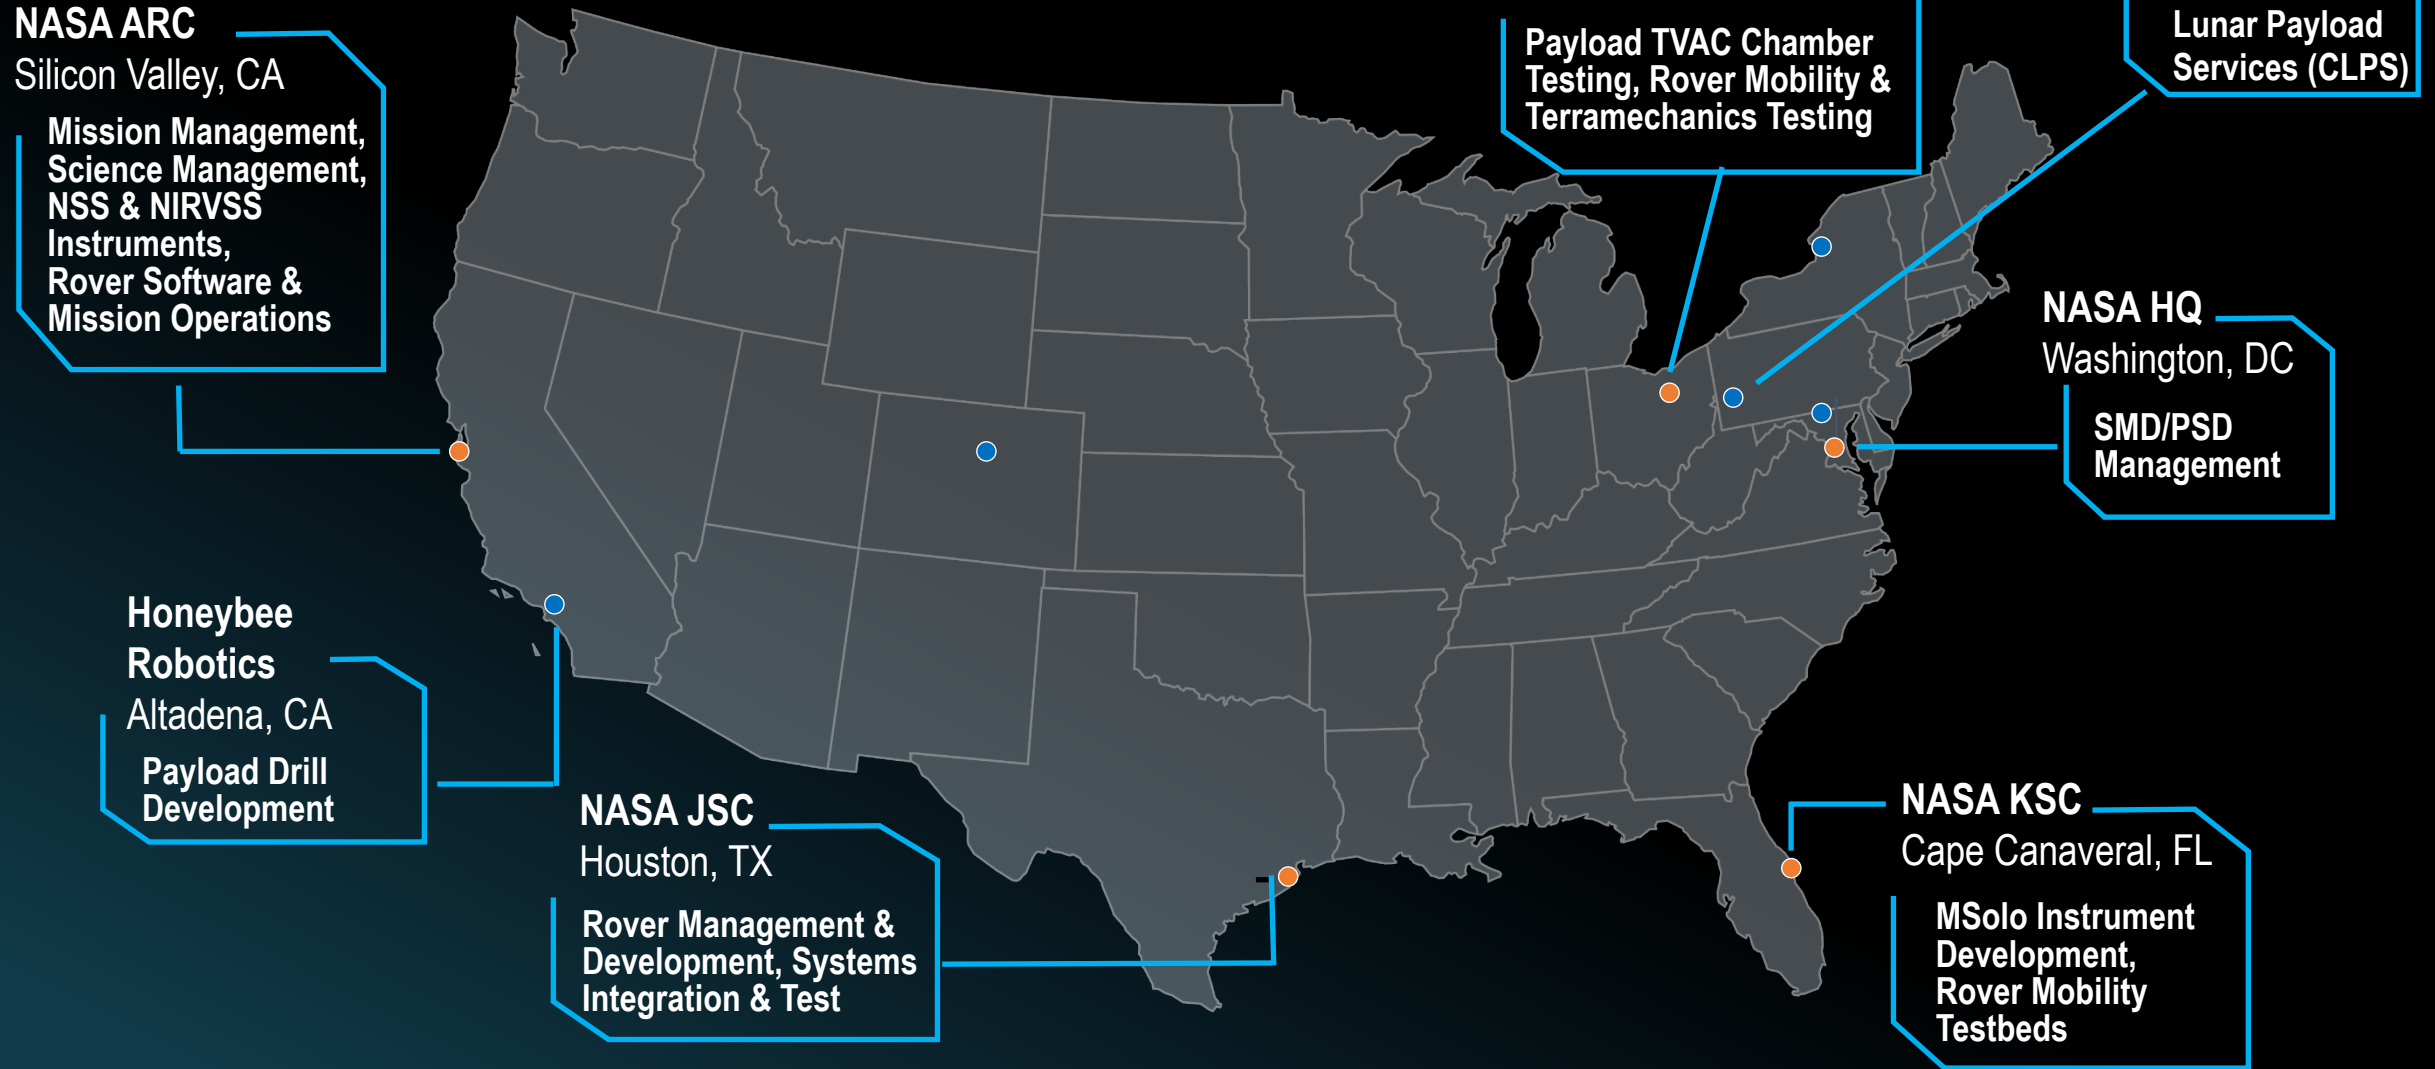 NASA ARC
Silicon Valley, CA
Mission Management,
Science Management,
NSS & NIRVSS
Instruments,
Rover Software &
Mission Operations
Payload TVAC Chamber
Testing, Rover Mobility &
Terramechanics Testing
Lunar Payload
Services (CLPS)
NASA HQ
Washington, DC
SMD/PSD
Management
Honeybee
Robotics
Altadena, CA
Payload Drill
Development
NASA JSC
Houston, TX
Rover Management &
Development, Systems
Integration & Test
NASA KSC
Cape Canaveral, FL
MSolo Instrument
Development,
Rover Mobility
Testbeds